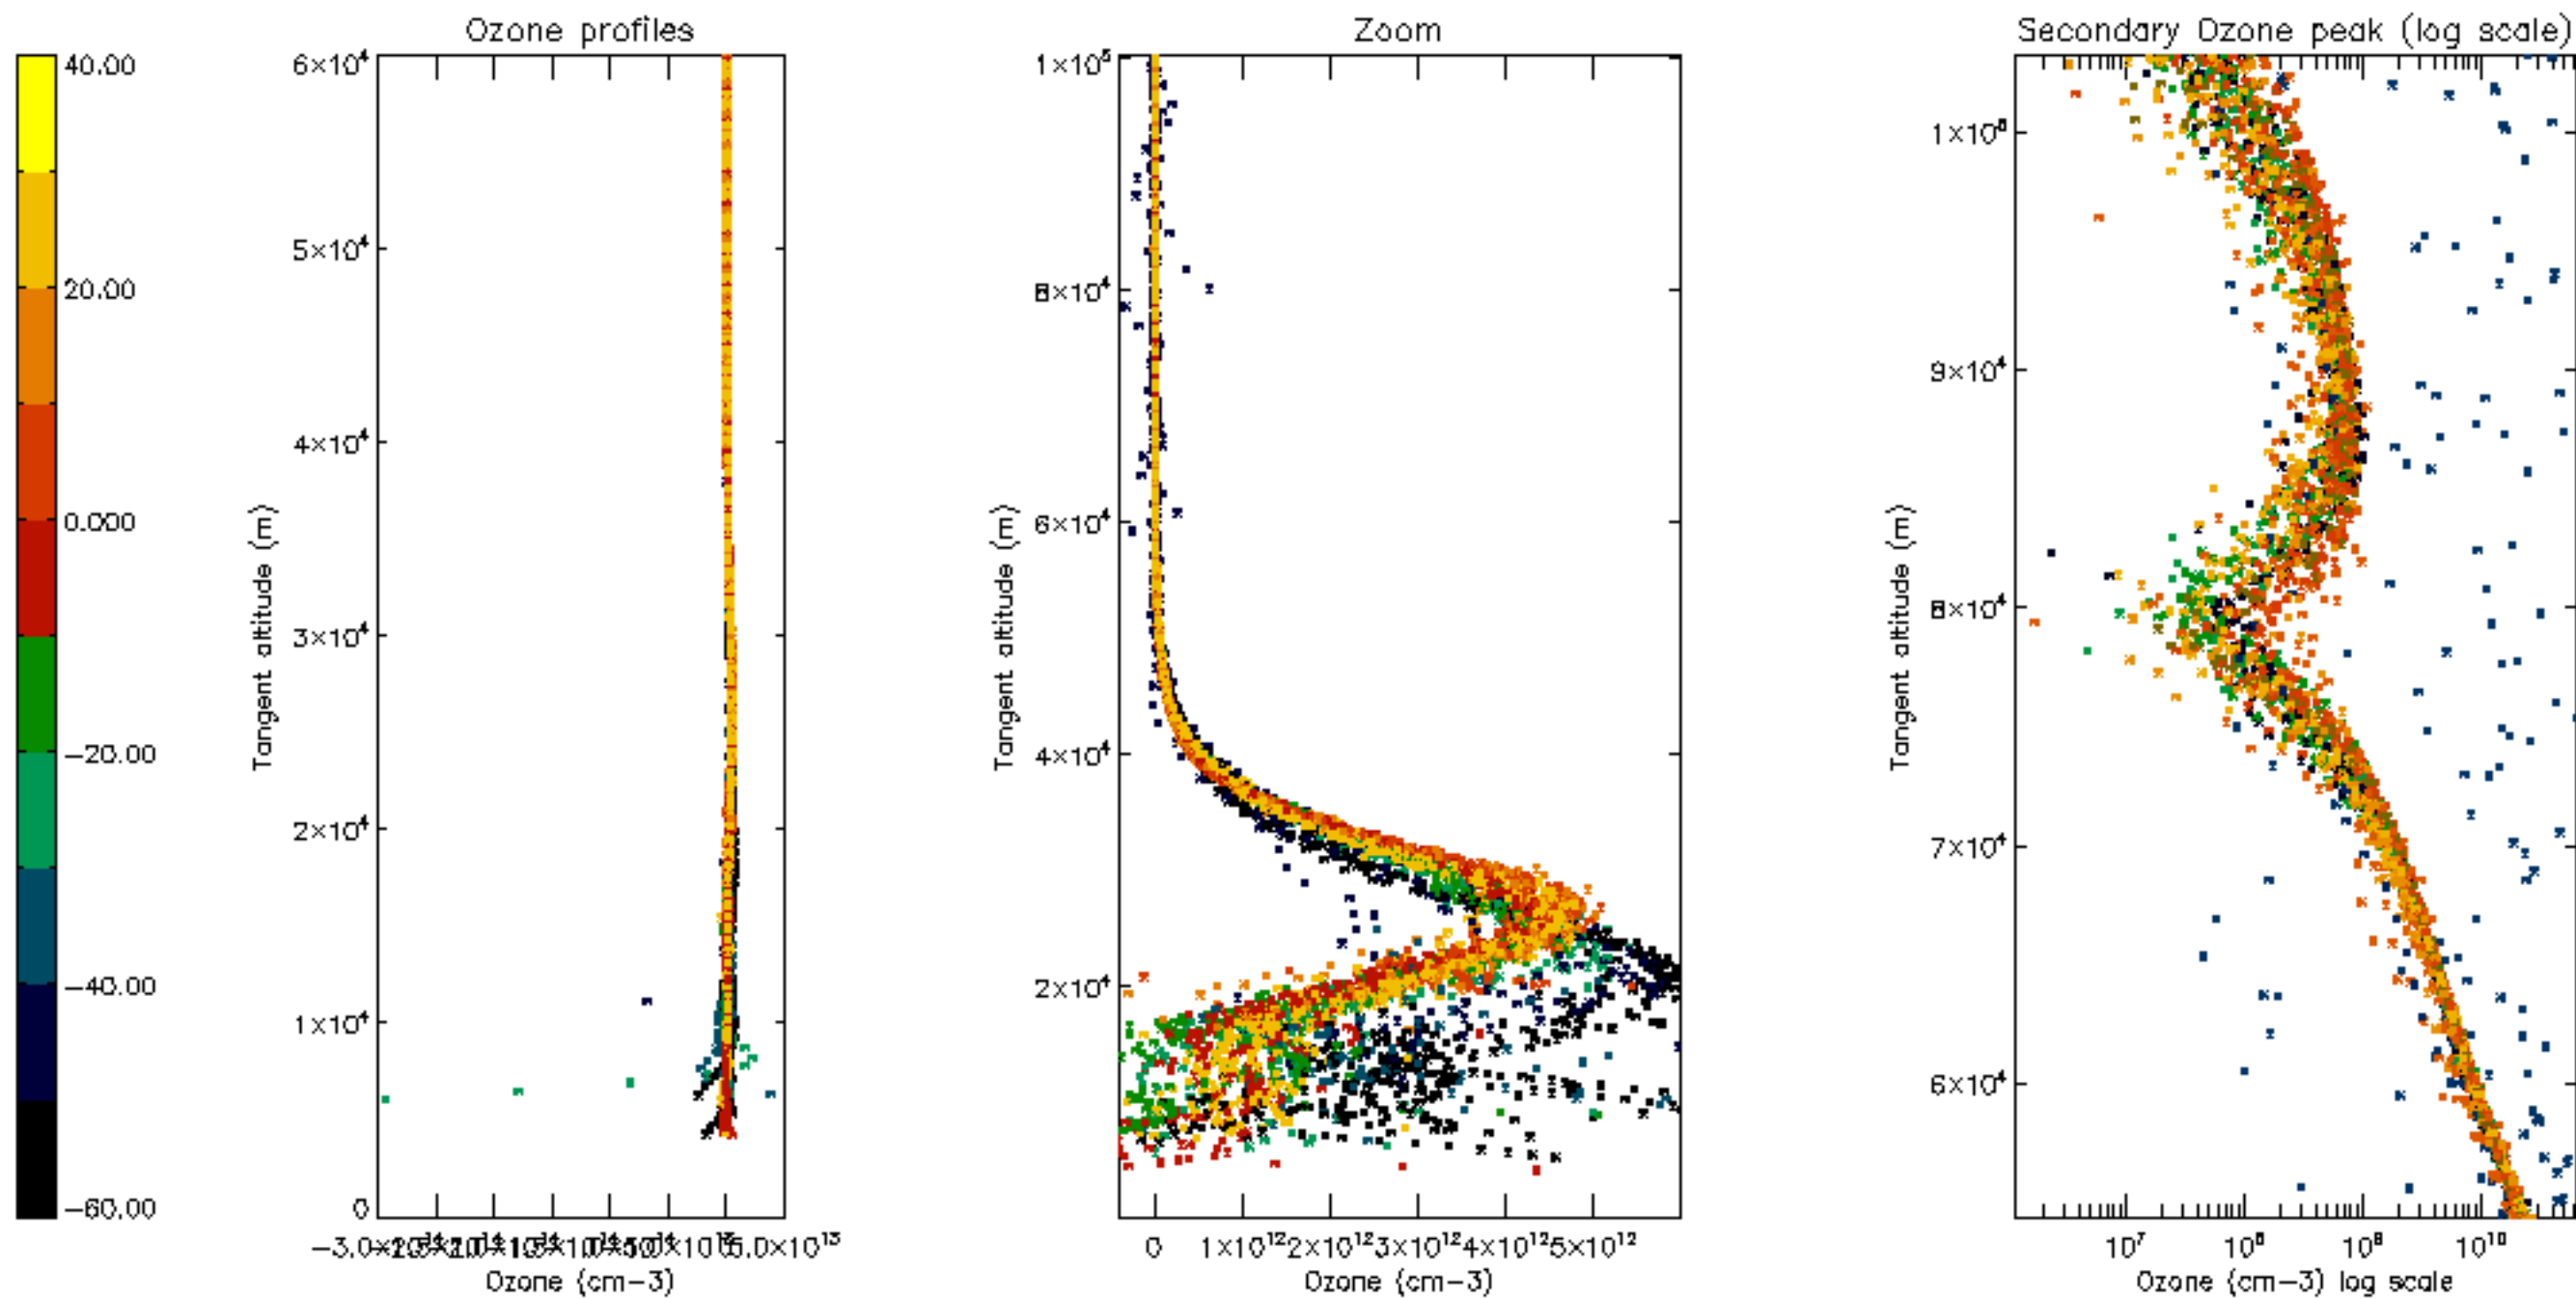 Ozone profiles
Zoom
Secondary Ozone peak (log scale)
40.00
20.00
0.000
−20.00
−40.00
−60.00
6×10⁴
5×10⁴
4×10⁴
3×10⁴
2×10⁴
1×10⁴
0
Tangent altitude (m)
5.0×10¹³
Ozone (cm−3)
1×10⁵
8×10⁴
6×10⁴
4×10⁴
2×10⁴
Tangent altitude (m)
0 1×10¹² 2×10¹² 3×10¹² 4×10¹² 5×10¹²
Ozone (cm−3)
9×10⁴
8×10⁴
7×10⁴
6×10⁴
Tangent altitude (m)
10⁷ 10⁸ 10⁹ 10¹⁰
Ozone (cm−3) log scale